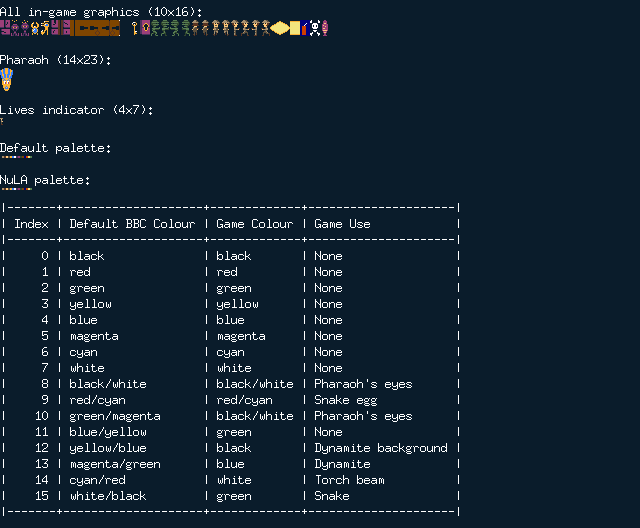 All in-game graphics (10x16):
Pharaoh (14x23):
Lives indicator (4x7):
Default palette:
NuLA palette:
|-------+--------------------+-------------+---------------------|
| Index | Default BBC Colour | Game Colour | Game Use            |
|-------+--------------------+-------------+---------------------|
|     0 | black              | black       | None                |
|     1 | red                | red         | None                |
|     2 | green              | green       | None                |
|     3 | yellow             | yellow      | None                |
|     4 | blue               | blue        | None                |
|     5 | magenta            | magenta     | None                |
|     6 | cyan               | cyan        | None                |
|     7 | white              | white       | None                |
|     8 | black/white        | black/white | Pharaoh's eyes      |
|     9 | red/cyan           | red/cyan    | Snake egg           |
|    10 | green/magenta      | black/white | Pharaoh's eyes      |
|    11 | blue/yellow        | green       | None                |
|    12 | yellow/blue        | black       | Dynamite background |
|    13 | magenta/green      | blue        | Dynamite            |
|    14 | cyan/red           | white       | Torch beam          |
|    15 | white/black        | green       | Snake               |
|-------+--------------------+-------------+---------------------|